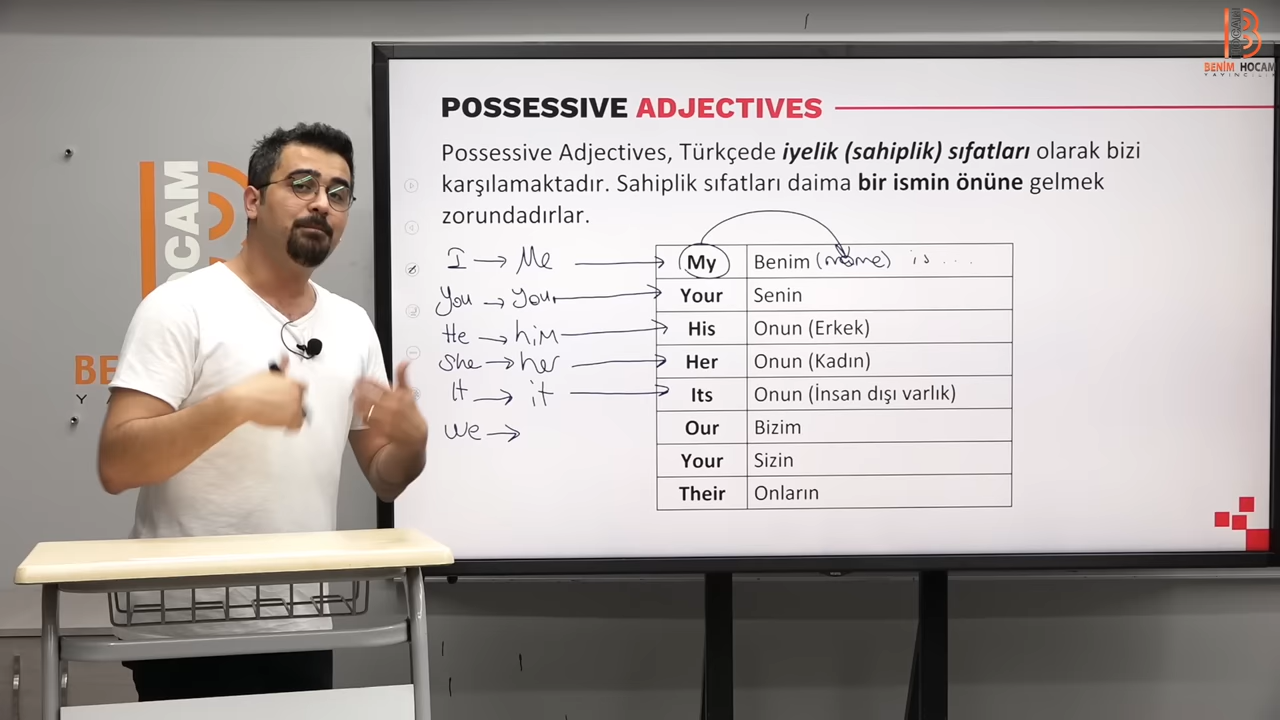 BENİM HOCAM
YAYINCILIK
POSSESSIVE ADJECTIVES
Possessive Adjectives, Türkçede iyelik (sahiplik) sıfatları olarak bizi
karşılamaktadır. Sahiplik sıfatları daima bir ismin önüne gelmek
zorundadırlar.
I → Me → My Benim (name) is ...
You → You → Your Senin
He → him → His Onun (Erkek)
She → her → Her Onun (Kadın)
It → it → Its Onun (İnsan dışı varlık)
We → Our Bizim
Your Sizin
Their Onların
HOCAM
BE